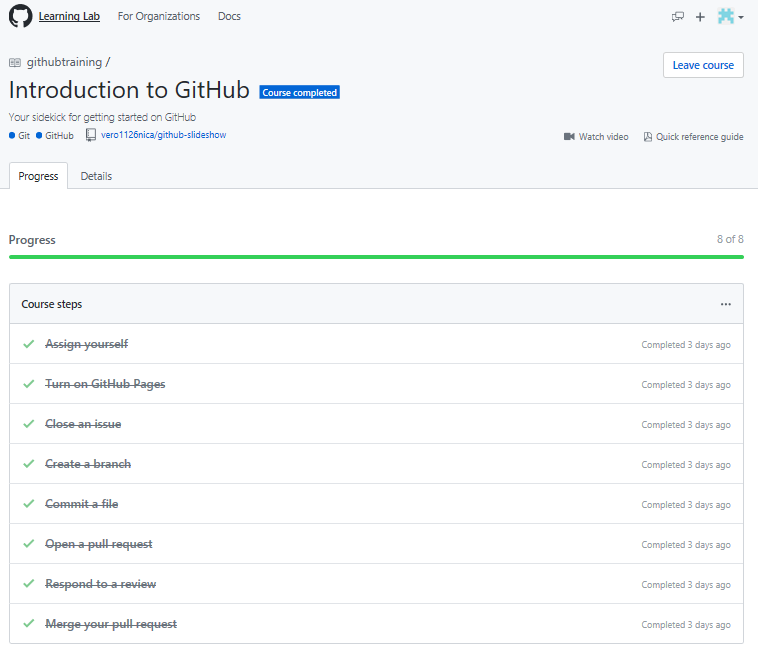 Learning Lab For Organizations Docs
githubtraining /
Leave course
Introduction to GitHub Course completed
Your sidekick for getting started on GitHub
Git GitHub vero1126nica/github-slideshow
Watch video Quick reference guide
Progress Details
Progress 8 of 8
Course steps ...
Assign yourself Completed 3 days ago
Turn on GitHub Pages Completed 3 days ago
Close an issue Completed 3 days ago
Create a branch Completed 3 days ago
Commit a file Completed 3 days ago
Open a pull request Completed 3 days ago
Respond to a review Completed 3 days ago
Merge your pull request Completed 3 days ago